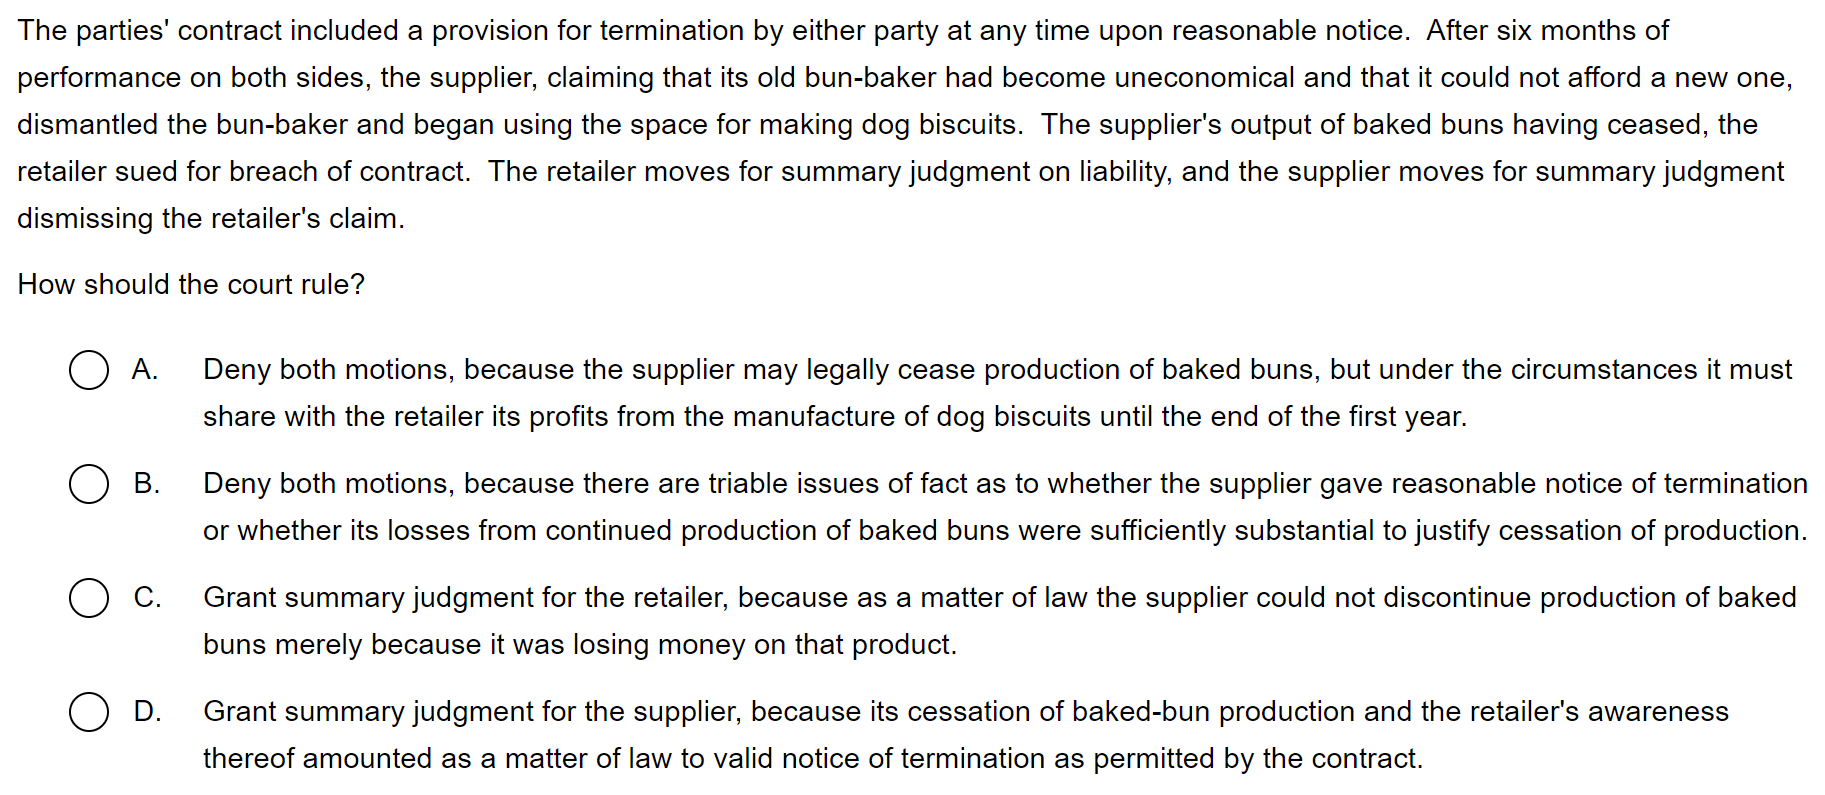 The parties' contract included a provision for termination by either party at any time upon reasonable notice.  After six months of
performance on both sides, the supplier, claiming that its old bun-baker had become uneconomical and that it could not afford a new one,
dismantled the bun-baker and began using the space for making dog biscuits.  The supplier's output of baked buns having ceased, the
retailer sued for breach of contract.  The retailer moves for summary judgment on liability, and the supplier moves for summary judgment
dismissing the retailer's claim.
How should the court rule?
A. Deny both motions, because the supplier may legally cease production of baked buns, but under the circumstances it must
share with the retailer its profits from the manufacture of dog biscuits until the end of the first year.
B. Deny both motions, because there are triable issues of fact as to whether the supplier gave reasonable notice of termination
or whether its losses from continued production of baked buns were sufficiently substantial to justify cessation of production.
C. Grant summary judgment for the retailer, because as a matter of law the supplier could not discontinue production of baked
buns merely because it was losing money on that product.
D. Grant summary judgment for the supplier, because its cessation of baked-bun production and the retailer's awareness
thereof amounted as a matter of law to valid notice of termination as permitted by the contract.